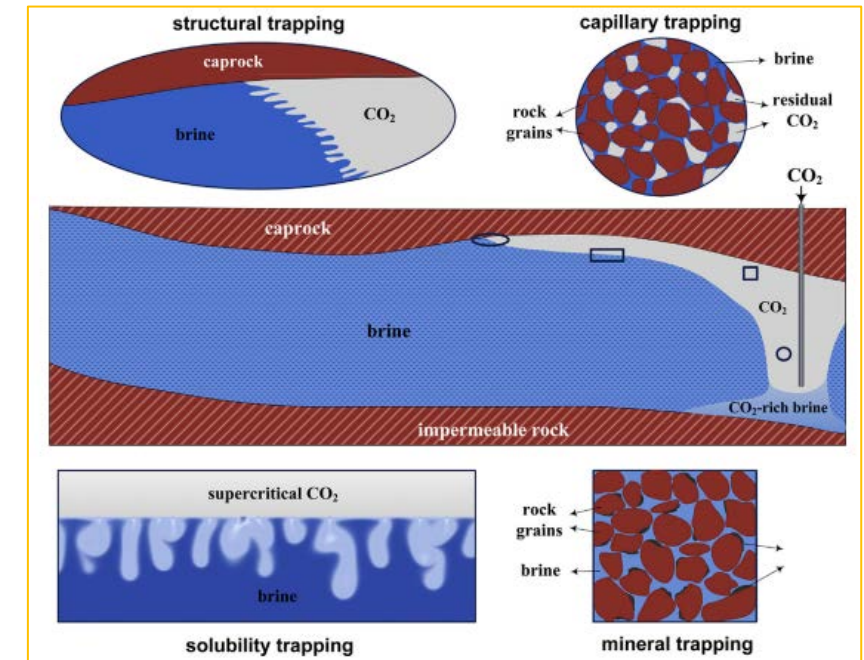 structural trapping
capillary trapping
caprock
brine
CO₂
brine
residual
CO₂
rock
grains
CO₂
caprock
CO₂
brine
CO₂-rich brine
impermeable rock
supercritical CO₂
brine
rock
grains
brine
solubility trapping
mineral trapping